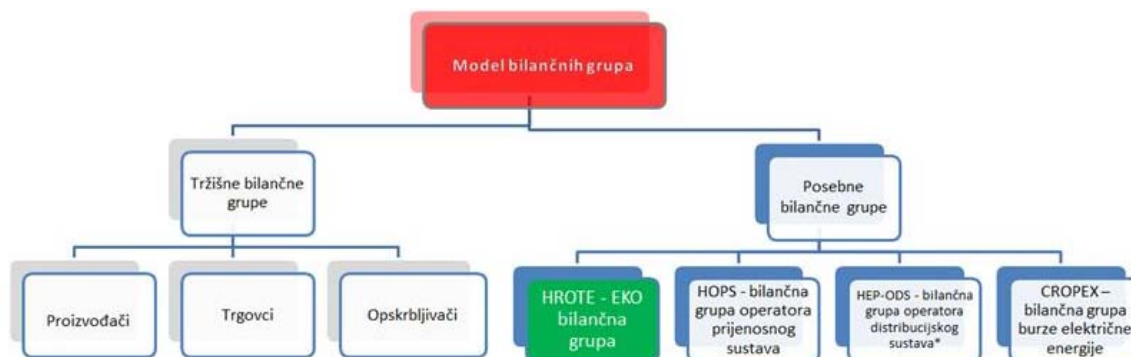 Model bilančnih grupa
Tržišne bilančne
grupe
Posebne
bilančne grupe
Proizvođači
Trgovci
Opskrbljivači
HROTE - EKO
bilančna
grupa
HOPS - bilančna
grupa operatora
prijenosnog
sustava
HEP-ODS - bilančna
grupa operatora
distribucijskog
sustava*
CROPEX –
bilančna grupa
burze električne
energije